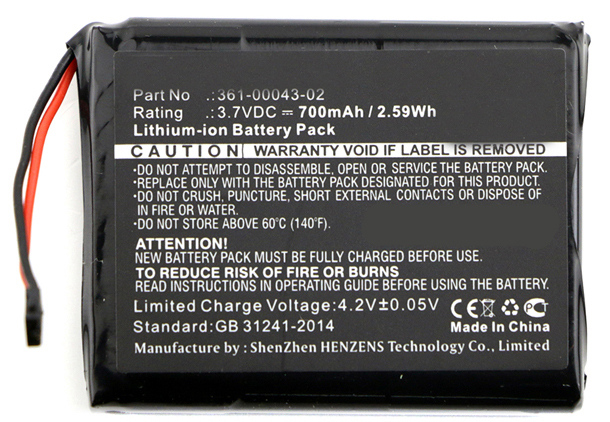 Part No .:361-00043-02
Rating .:3.7VDC ⎓ 700mAh / 2.59Wh
Lithium-ion Battery Pack
CAUTION WARRANTY VOID IF LABEL IS REMOVED
·DO NOT ATTEMPT TO DISASSEMBLE, OPEN OR SERVICE THE BATTERY PACK.
·REPLACE ONLY WITH THE BATTERY PACK DESIGNATED FOR THIS PRODUCT.
·DO NOT CRUSH, PUNCTURE, SHORT EXTERNAL CONTACTS OR DISPOSE OF
IN FIRE OR WATER.
·DO NOT STORE ABOVE 60°C (140°F).
ATTENTION!
NEW BATTERY PACK MUST BE FULLY CHARGED BEFORE USE.
TO REDUCE RISK OF FIRE OR BURNS
READ INSTRUCTIONS IN OPERATING GUIDE BEFORE USING THE BATTERY.
Limited Charge Voltage:4.2V±0.05V
Standard:GB 31241-2014
CE
Made In China
Manufacture by : ShenZhen HENZENS Technology Co., Limited